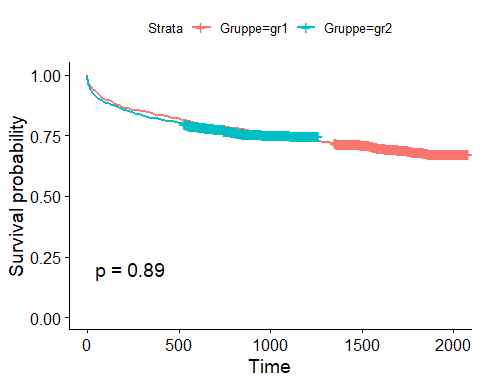 Strata Gruppe=gr1 Gruppe=gr2
1.00
0.75
0.50
0.25
0.00
Survival probability
p = 0.89
0 500 1000 1500 2000
Time